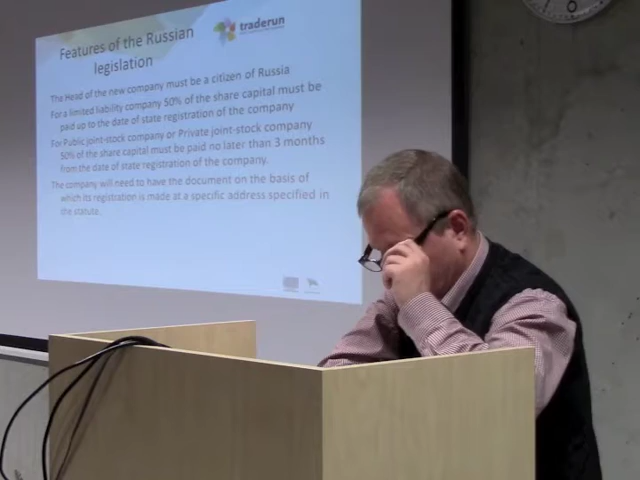 Features of the Russian
legislation
traderun
The Head of the new company must be a citizen of Russia
For a limited liability company 50% of the share capital must be
paid up to the date of state registration of the company
For Public joint-stock company or Private joint-stock company
50% of the share capital must be paid no later than 3 months
from the date of state registration of the company.
The company will need to have the document on the basis of
which its registration is made at a specific address specified in
the statute.